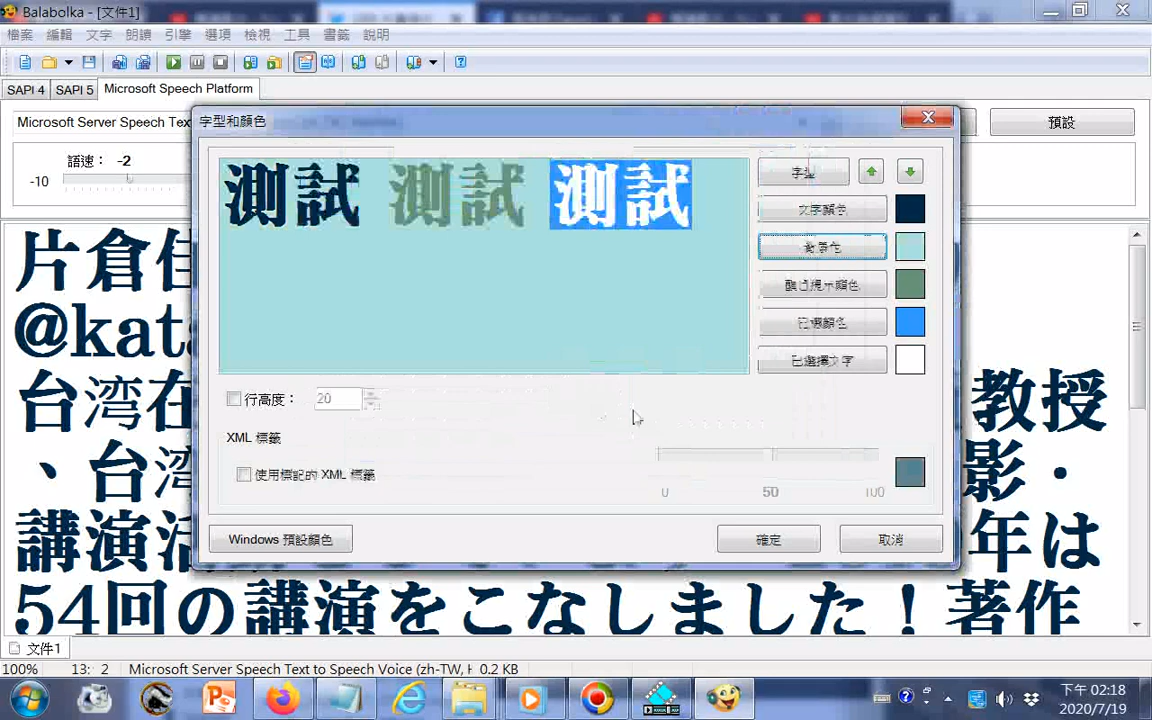 Balabolka - [文件1]
檔案 編輯 文字 朗讀 引擎 選項 檢視 工具 書籤 說明
SAPI 4 SAPI 5 Microsoft Speech Platform
Microsoft Server Speech Tex
預設
語速： -2
-10
字型和顏色
測試 測試 測試
字型
文字顏色
背景色
已選顏色
已選擇文字
行高度： 20
XML 標籤
使用標記的 XML 標籤
0 50 100
Windows 預設顏色 確定 取消
片倉佳
@kata
台湾在 教授
、台湾 影・
講演活 年は
54回の講演をこなしました！著作
文件1
100% 13: 2 Microsoft Server Speech Text to Speech Voice (zh-TW, H 0.2 KB
下午 02:18
2020/7/19